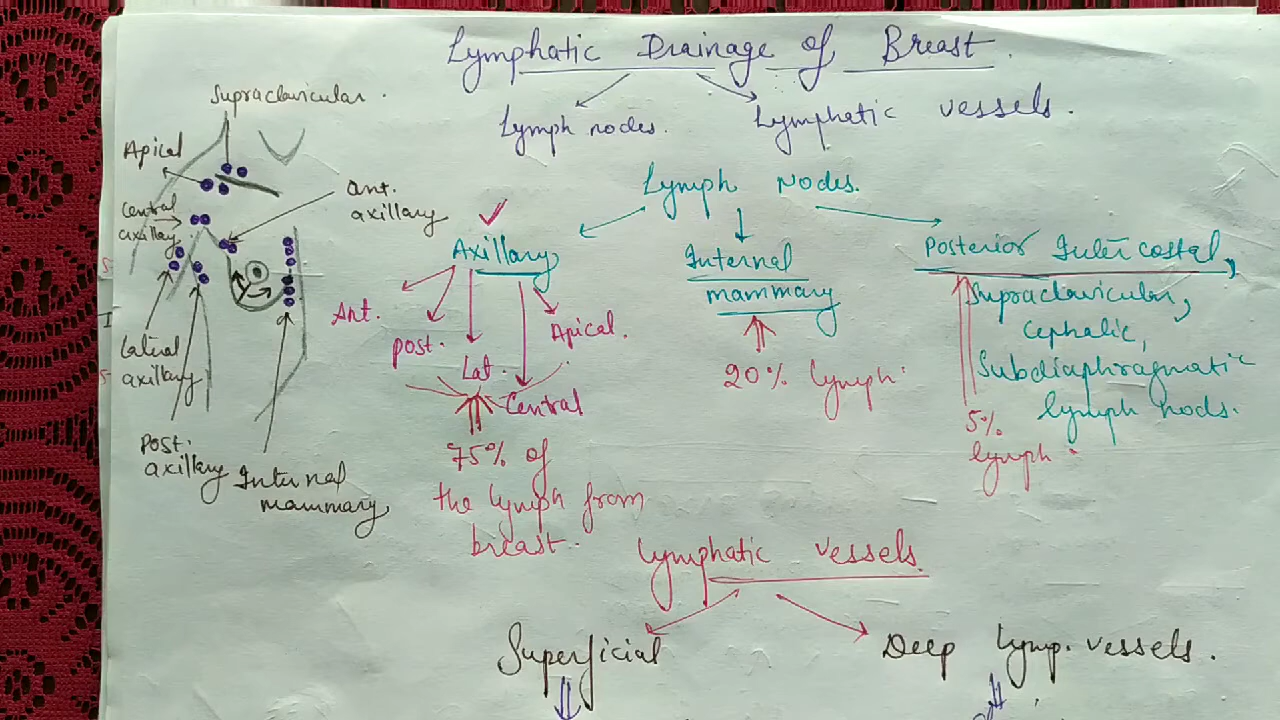 Lymphatic Drainage of Breast.
Lymph nodes.
Lymphatic vessels.
Supraclavicular.
Apical
Central
axillay
ant.
axillary
Lateral
axillary
Post.
axillary
Internal
mammary
Lymph Nodes.
Axillary
Ant.
Post.
Lat.
Central
Apical.
75% of
the lymph from
breast.
Internal
mammary
20% lymph.
Posterior Intercostal,
Supraclavicular,
Cephalic,
Subdiaphragmatic
lymph nods.
5%
lymph.
Lymphatic vessels.
Superficial
Deep lymp. vessels.